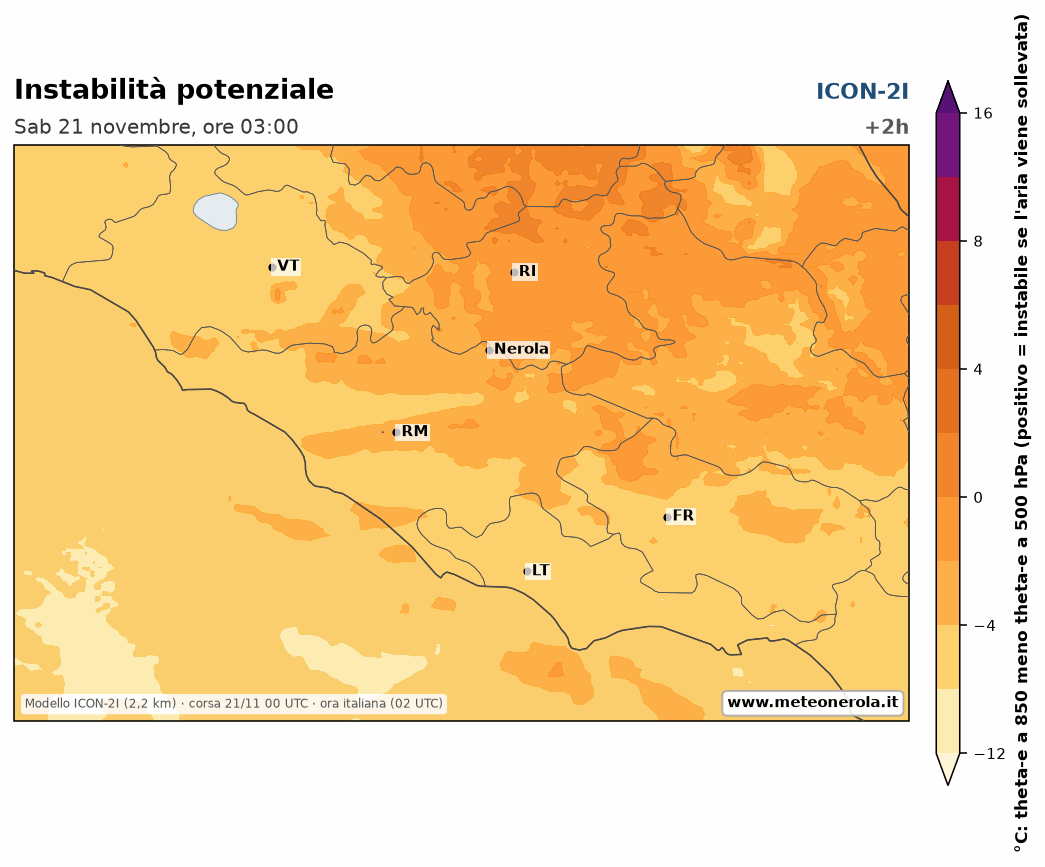 Instabilità potenziale
ICON-2I
Sab 21 novembre, ore 03:00
+2h
VT
RI
Nerola
RM
FR
LT
Modello ICON-2I (2,2 km) · corsa 21/11 00 UTC · ora italiana (02 UTC)
www.meteonerola.it
16
8
4
0
−4
−12
°C: theta-e a 850 meno theta-e a 500 hPa (positivo = instabile se l'aria viene sollevata)